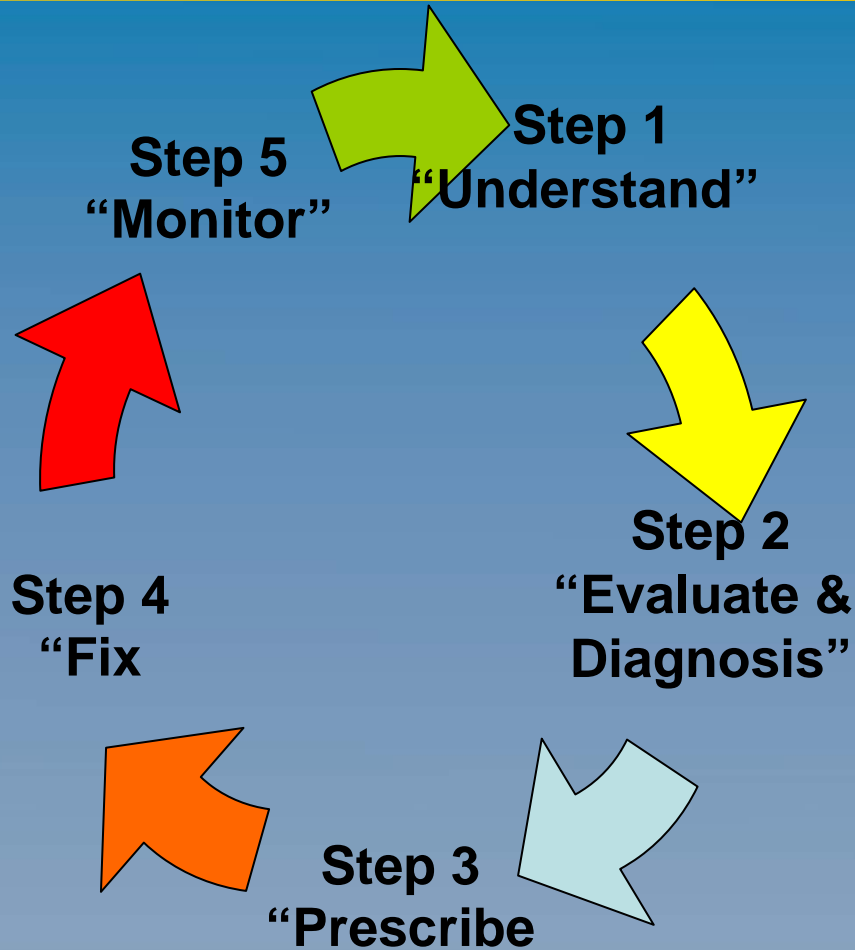 Step 1
“Understand”
Step 2
“Evaluate &
Diagnosis”
Step 3
“Prescribe
Step 4
“Fix
Step 5
“Monitor”